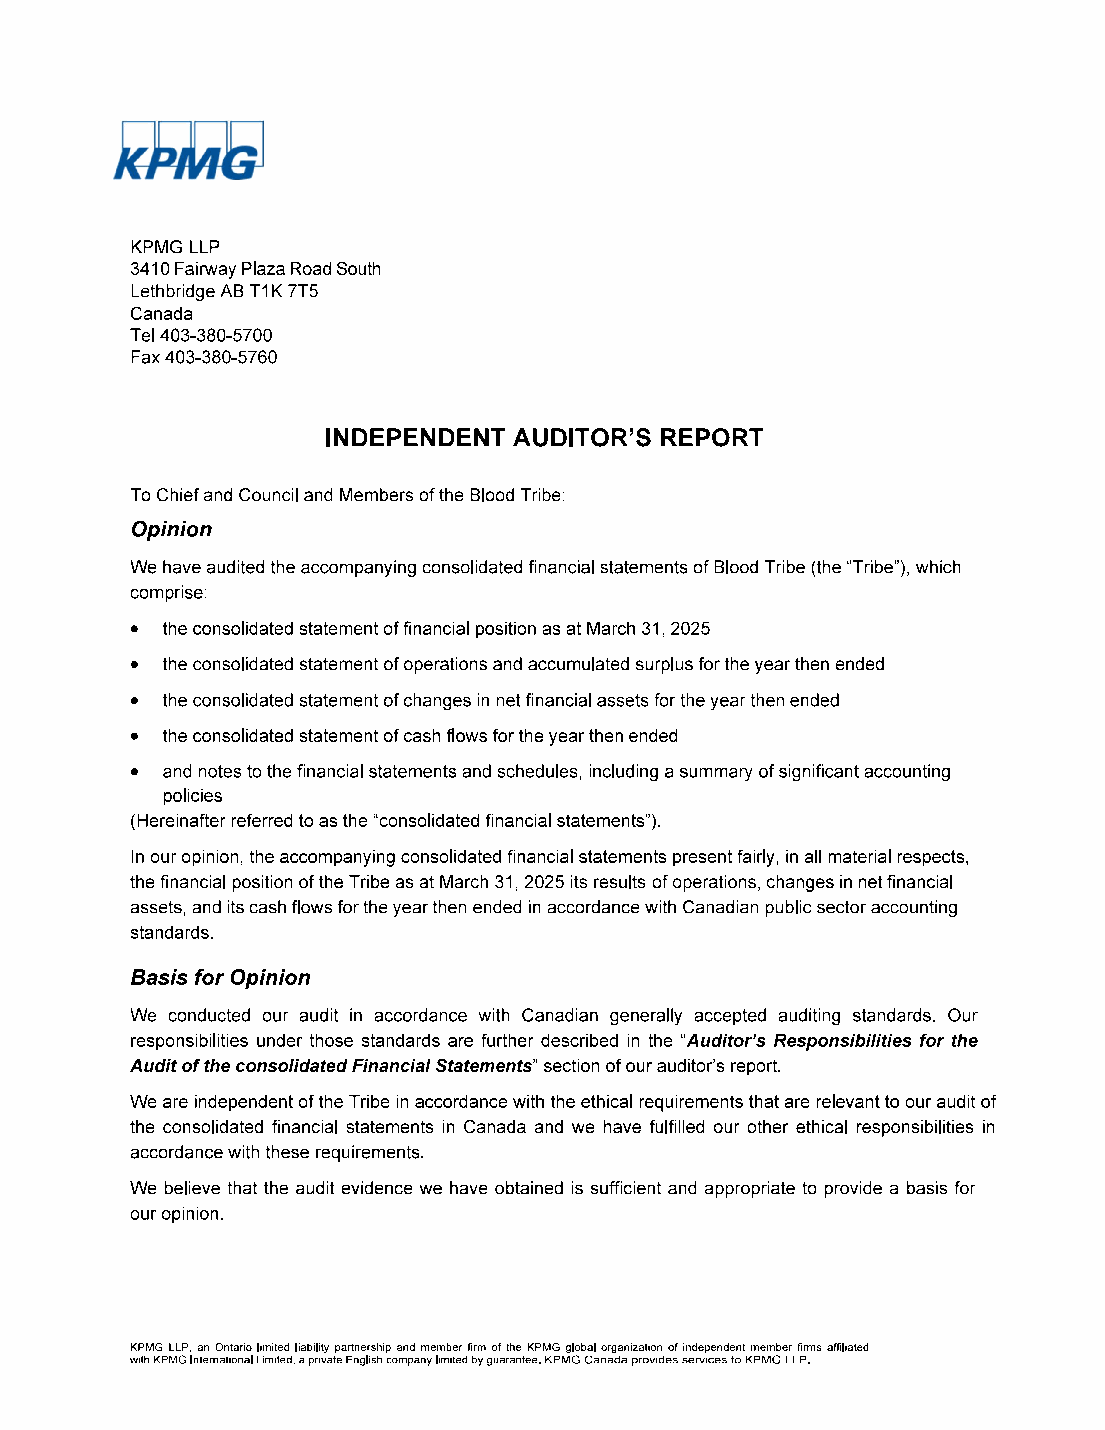 KPMG
KPMG LLP
3410 Fairway Plaza Road South
Lethbridge AB T1K 7T5
Canada
Tel 403-380-5700
Fax 403-380-5760
INDEPENDENT AUDITOR’S REPORT
To Chief and Council and Members of the Blood Tribe:
Opinion
We have audited the accompanying consolidated financial statements of Blood Tribe (the “Tribe”), which
comprise:
• the consolidated statement of financial position as at March 31, 2025
• the consolidated statement of operations and accumulated surplus for the year then ended
• the consolidated statement of changes in net financial assets for the year then ended
• the consolidated statement of cash flows for the year then ended
• and notes to the financial statements and schedules, including a summary of significant accounting
policies
(Hereinafter referred to as the “consolidated financial statements”).
In our opinion, the accompanying consolidated financial statements present fairly, in all material respects,
the financial position of the Tribe as at March 31, 2025 its results of operations, changes in net financial
assets, and its cash flows for the year then ended in accordance with Canadian public sector accounting
standards.
Basis for Opinion
We conducted our audit in accordance with Canadian generally accepted auditing standards. Our
responsibilities under those standards are further described in the “Auditor’s Responsibilities for the
Audit of the consolidated Financial Statements” section of our auditor’s report.
We are independent of the Tribe in accordance with the ethical requirements that are relevant to our audit of
the consolidated financial statements in Canada and we have fulfilled our other ethical responsibilities in
accordance with these requirements.
We believe that the audit evidence we have obtained is sufficient and appropriate to provide a basis for
our opinion.
KPMG LLP, an Ontario limited liability partnership and member firm of the KPMG global organization of independent member firms affiliated
with KPMG International Limited, a private English company limited by guarantee. KPMG Canada provides services to KPMG LLP.